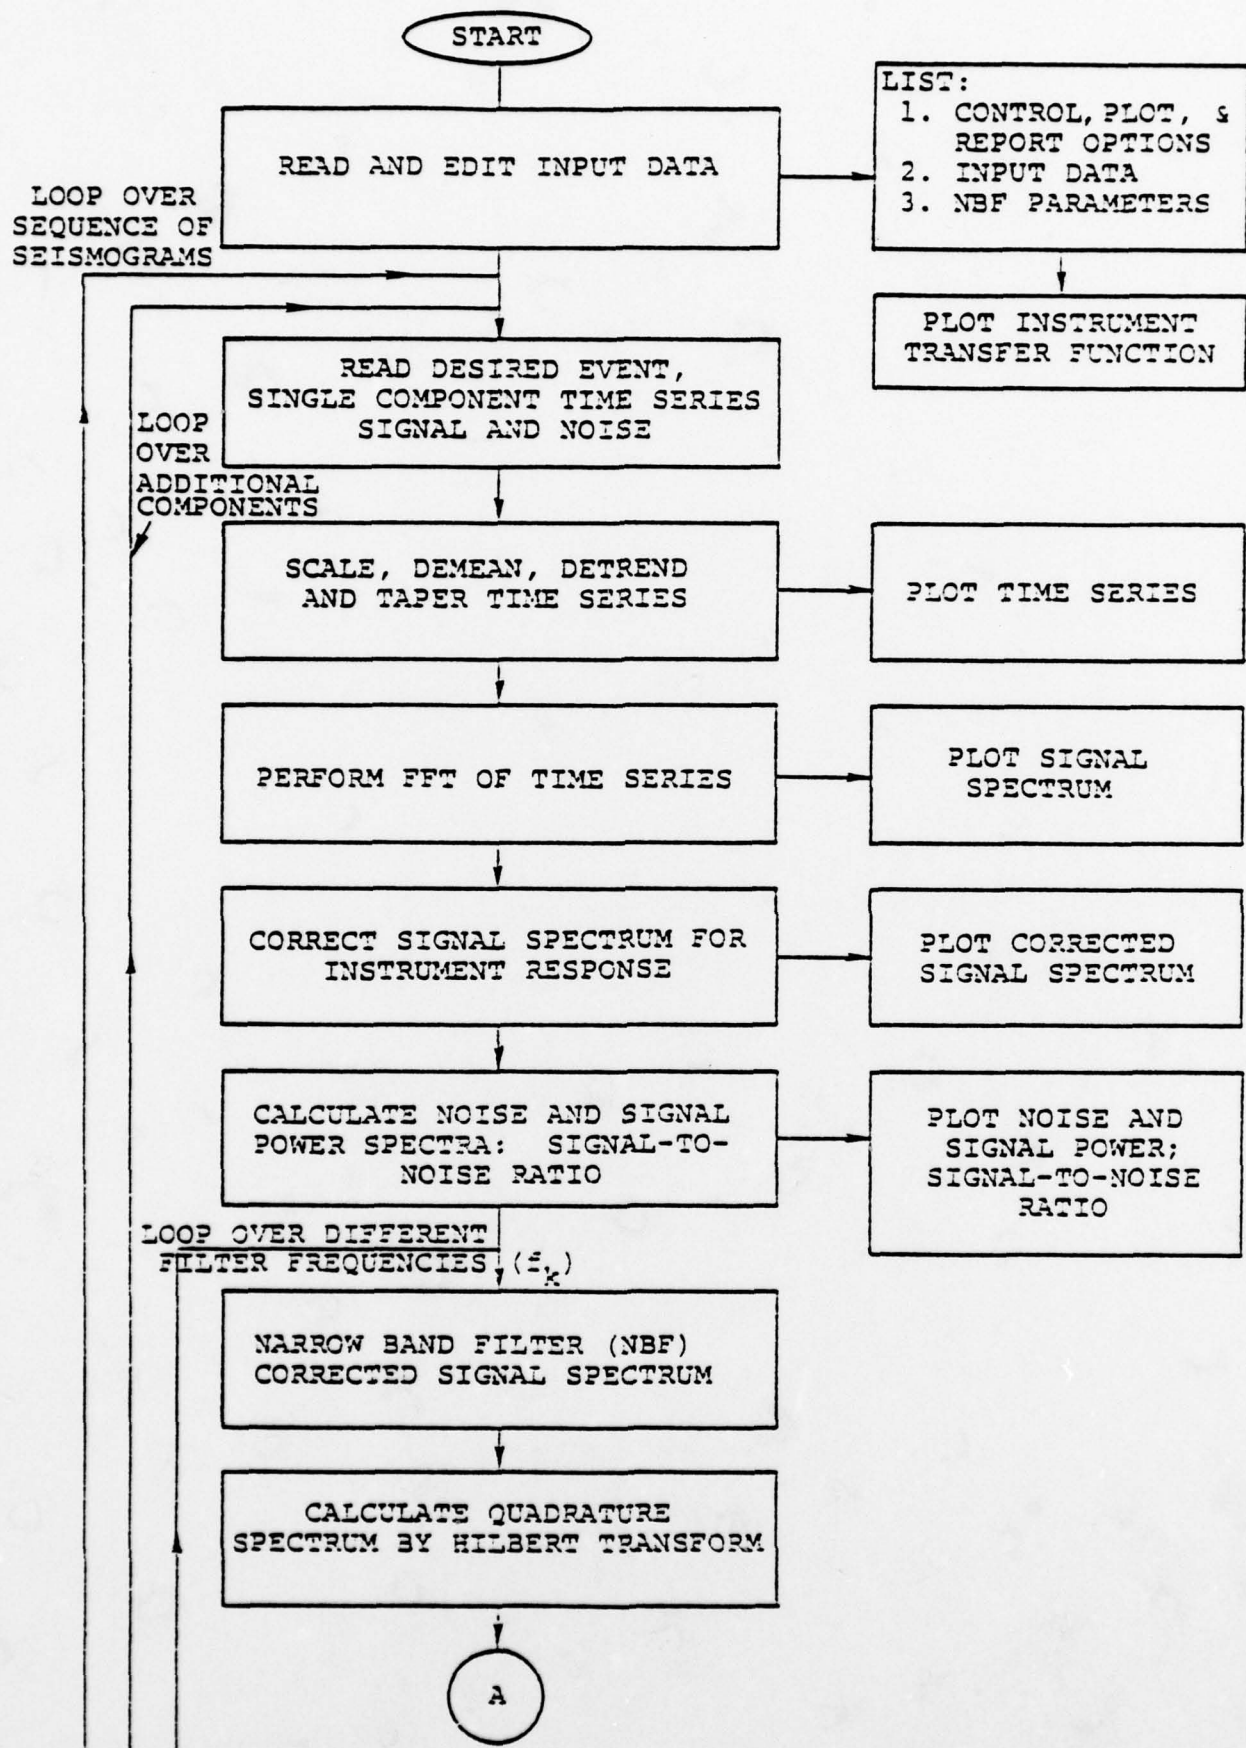 START
READ AND EDIT INPUT DATA
LIST:
1. CONTROL, PLOT, &
REPORT OPTIONS
2. INPUT DATA
3. NBF PARAMETERS
LOOP OVER
SEQUENCE OF
SEISMOGRAMS
PLOT INSTRUMENT
TRANSFER FUNCTION
READ DESIRED EVENT,
SINGLE COMPONENT TIME SERIES
SIGNAL AND NOISE
LOOP
OVER
ADDITIONAL
COMPONENTS
SCALE, DEMEAN, DETREND
AND TAPER TIME SERIES
PLOT TIME SERIES
PERFORM FFT OF TIME SERIES
PLOT SIGNAL
SPECTRUM
CORRECT SIGNAL SPECTRUM FOR
INSTRUMENT RESPONSE
PLOT CORRECTED
SIGNAL SPECTRUM
CALCULATE NOISE AND SIGNAL
POWER SPECTRA: SIGNAL-TO-
NOISE RATIO
PLOT NOISE AND
SIGNAL POWER;
SIGNAL-TO-NOISE
RATIO
LOOP OVER DIFFERENT
FILTER FREQUENCIES (f_k)
NARROW BAND FILTER (NBF)
CORRECTED SIGNAL SPECTRUM
CALCULATE QUADRATURE
SPECTRUM BY HILBERT TRANSFORM
A